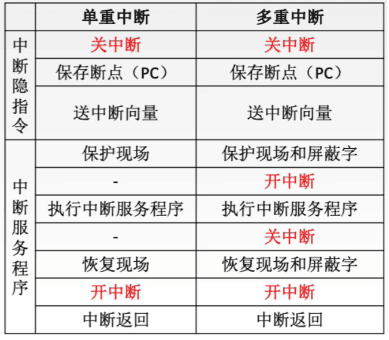 单重中断 多重中断
中断隐指令 关中断 关中断
保存断点（PC） 保存断点（PC）
送中断向量 送中断向量
中断服务程序 保护现场 保护现场和屏蔽字
- 开中断
执行中断服务程序 执行中断服务程序
- 关中断
恢复现场 恢复现场和屏蔽字
开中断 开中断
中断返回 中断返回